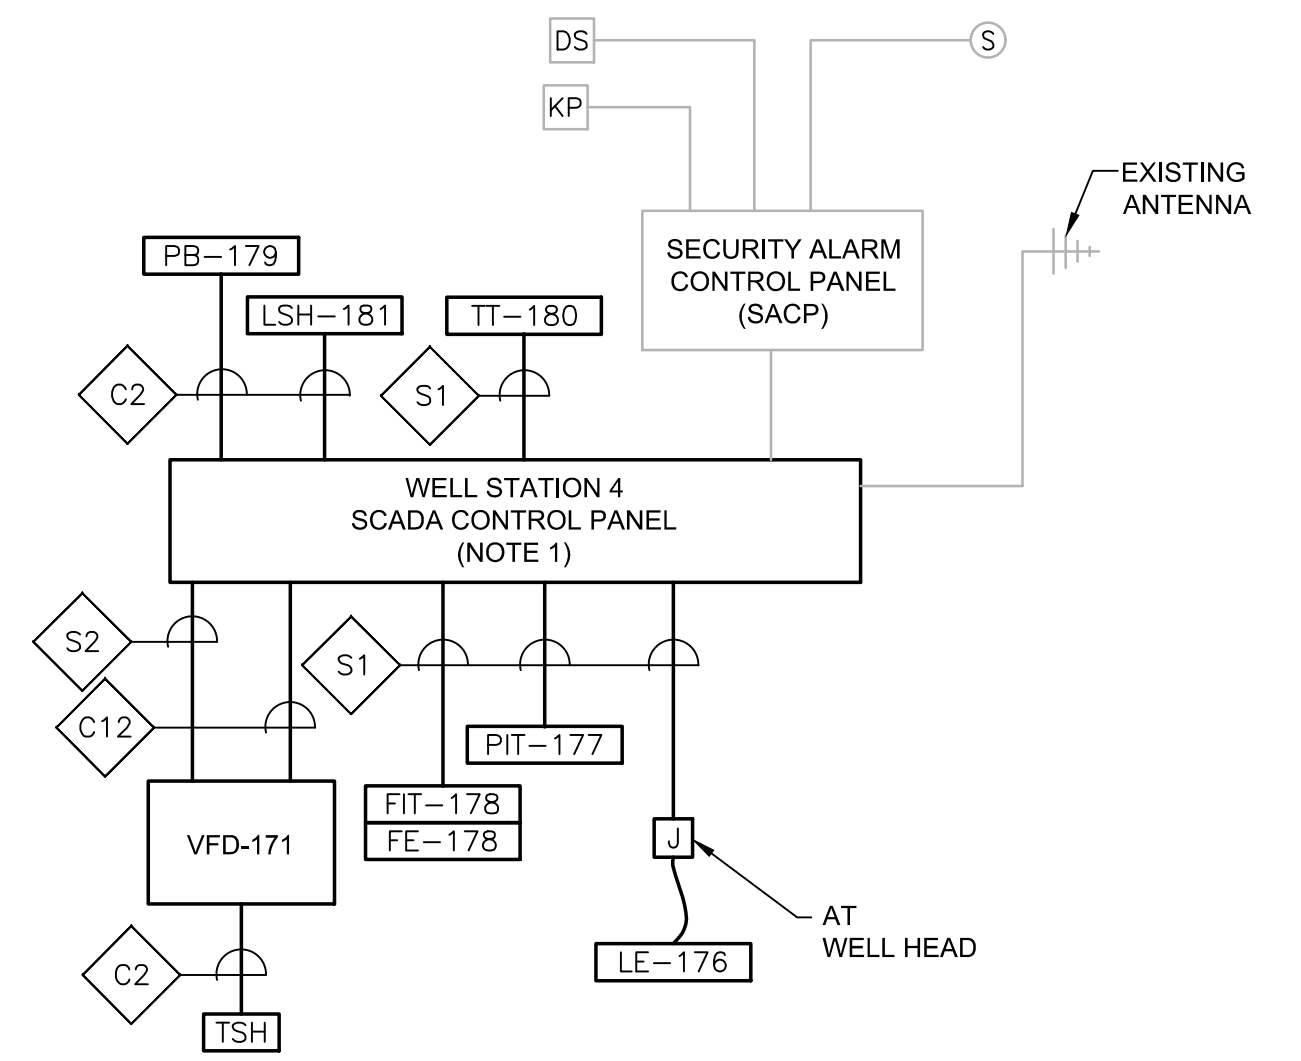 DS
S
KP
EXISTING
ANTENNA
SECURITY ALARM
CONTROL PANEL
(SACP)
PB-179
LSH-181
TT-180
C2
S1
WELL STATION 4
SCADA CONTROL PANEL
(NOTE 1)
S2
S1
C12
PIT-177
FIT-178
FE-178
VFD-171
J
AT
WELL HEAD
LE-176
C2
TSH